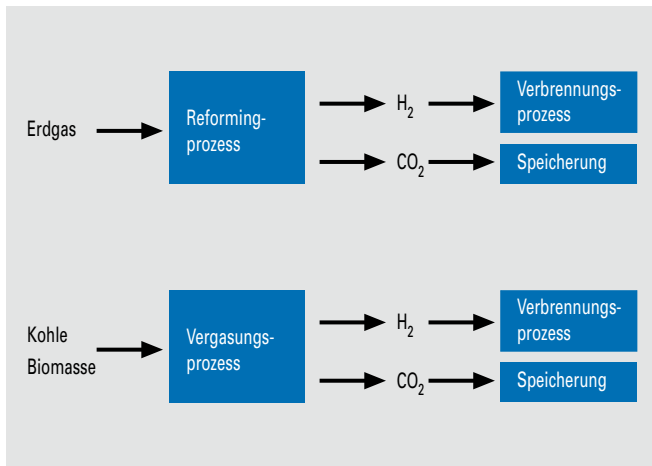 Erdgas
Reforming-
prozess
H₂
Verbrennungs-
prozess
CO₂
Speicherung
Kohle
Biomasse
Vergasungs-
prozess
H₂
Verbrennungs-
prozess
CO₂
Speicherung